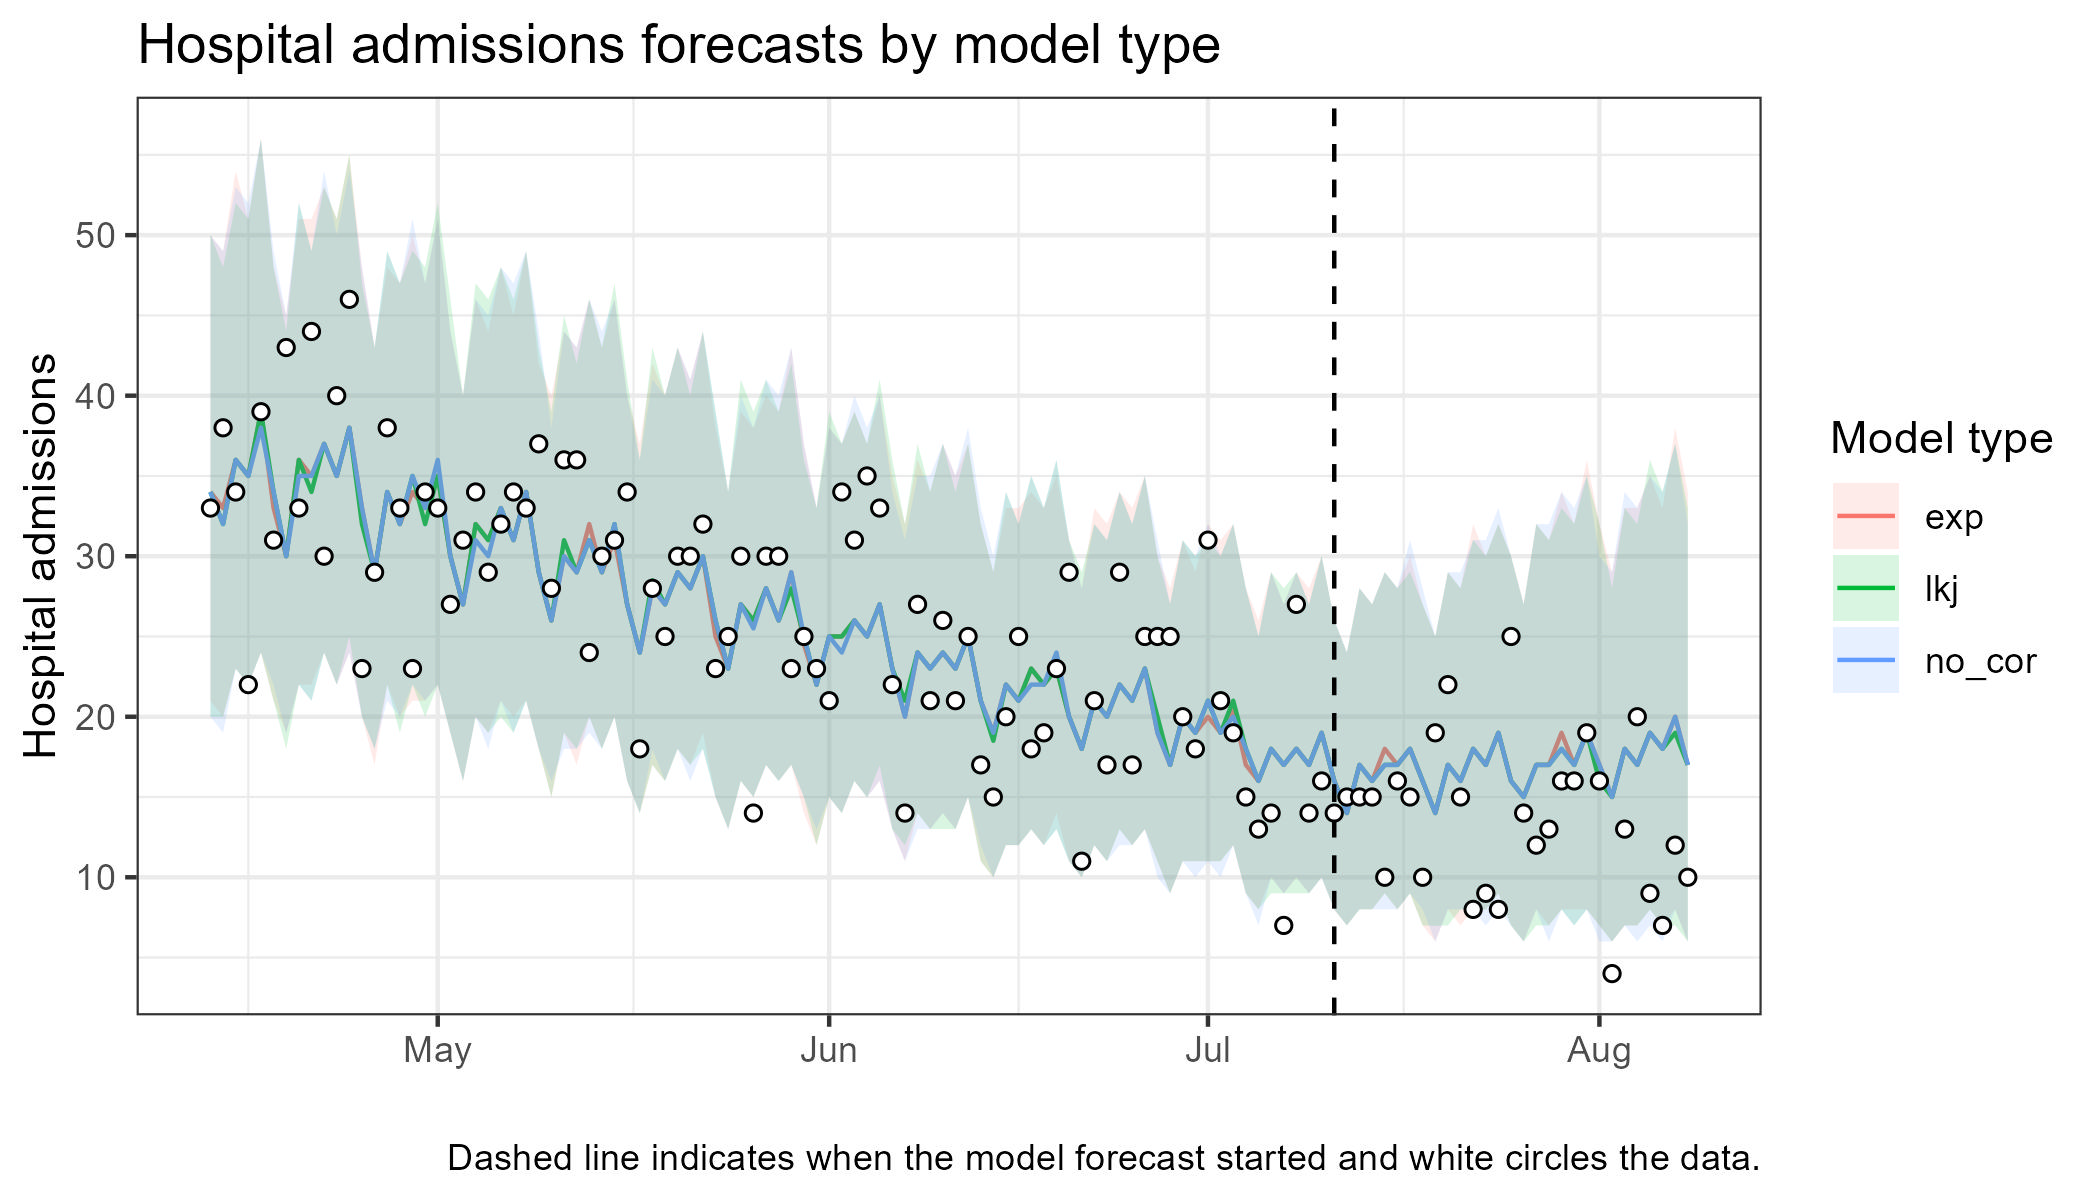 Hospital admissions forecasts by model type
Hospital admissions
50
40
30
20
10
May
Jun
Jul
Aug
Model type
exp
lkj
no_cor
Dashed line indicates when the model forecast started and white circles the data.